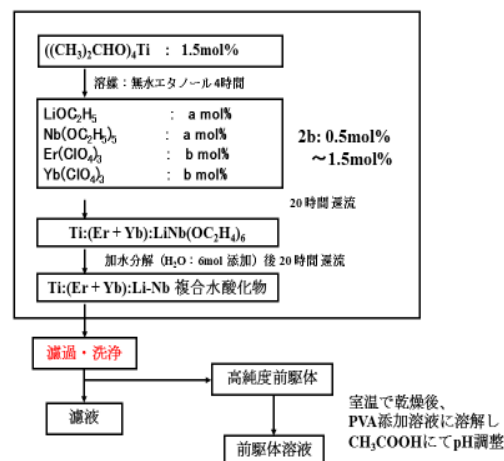 ((CH₃)₂CHO)₄Ti : 1.5mol%
溶媒：無水エタノール 4時間
LiOC₂H₅ : a mol%
Nb(OC₂H₅)₅ : a mol%
Er(ClO₄)₃ : b mol%
Yb(ClO₄)₃ : b mol%
2b: 0.5mol%
～1.5mol%
20時間還流
Ti:(Er + Yb):LiNb(OC₂H₄)₆
加水分解（H₂O：6mol 添加）後 20時間還流
Ti:(Er + Yb):Li-Nb 複合水酸化物
濾過・洗浄
高純度前駆体
濾液
前駆体溶液
室温で乾燥後、
PVA添加溶液に溶解し
CH₃COOHにてpH調整